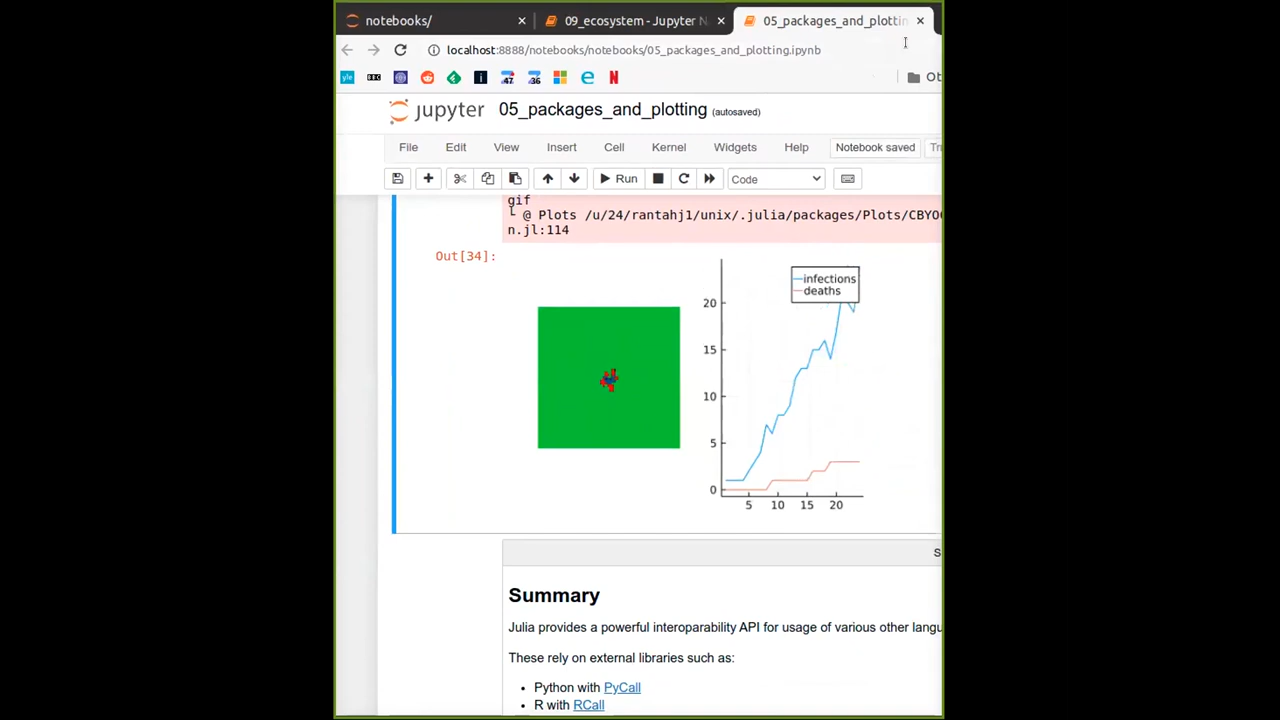 notebooks/
09_ecosystem - Jupyter N
05_packages_and_plottin
localhost:8888/notebooks/notebooks/05_packages_and_plotting.ipynb
jupyter 05_packages_and_plotting (autosaved)
File Edit View Insert Cell Kernel Widgets Help Notebook saved
Run Code
gif
└ @ Plots /u/24/rantahj1/unix/.julia/packages/Plots/CBYO
n.jl:114
Out[34]:
infections
deaths
20
15
10
5
0
5 10 15 20
Summary
Julia provides a powerful interoparability API for usage of various other langu
These rely on external libraries such as:
• Python with PyCall
• R with RCall